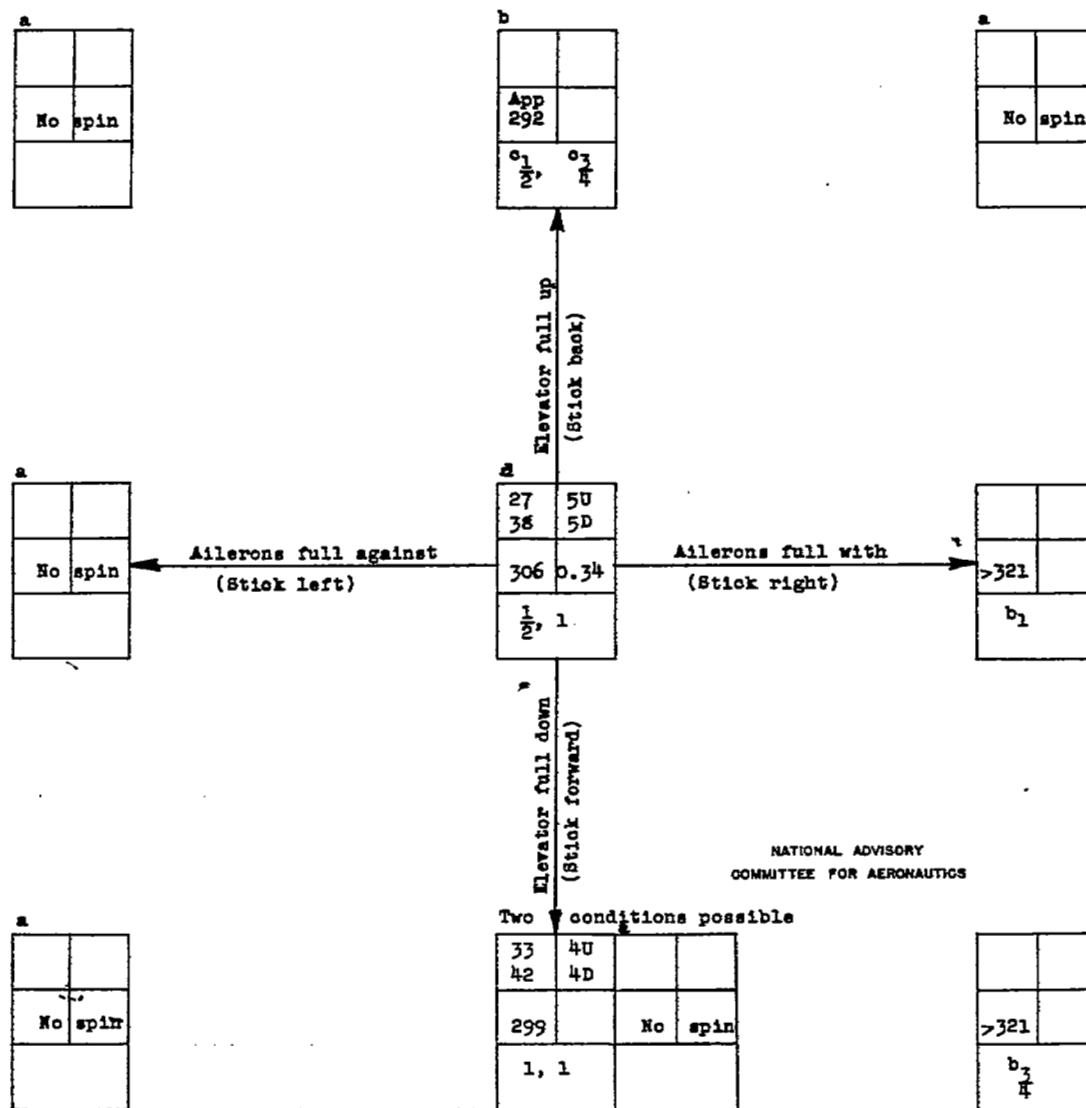 a
b
a
No spin
App
292
No spin
c 1/2, c 3/4
Elevator full up
(Stick back)
a
d
27 5U
38 5D
No spin
Ailerons full against
(Stick left)
306 0.34
Ailerons full with
(Stick right)
>321
1/2, 1
b1
Elevator full down
(Stick forward)
NATIONAL ADVISORY
COMMITTEE FOR AERONAUTICS
a
Two conditions possible
a
33 4U
42 4D
No spin
299
No spin
>321
1, 1
b 3/4